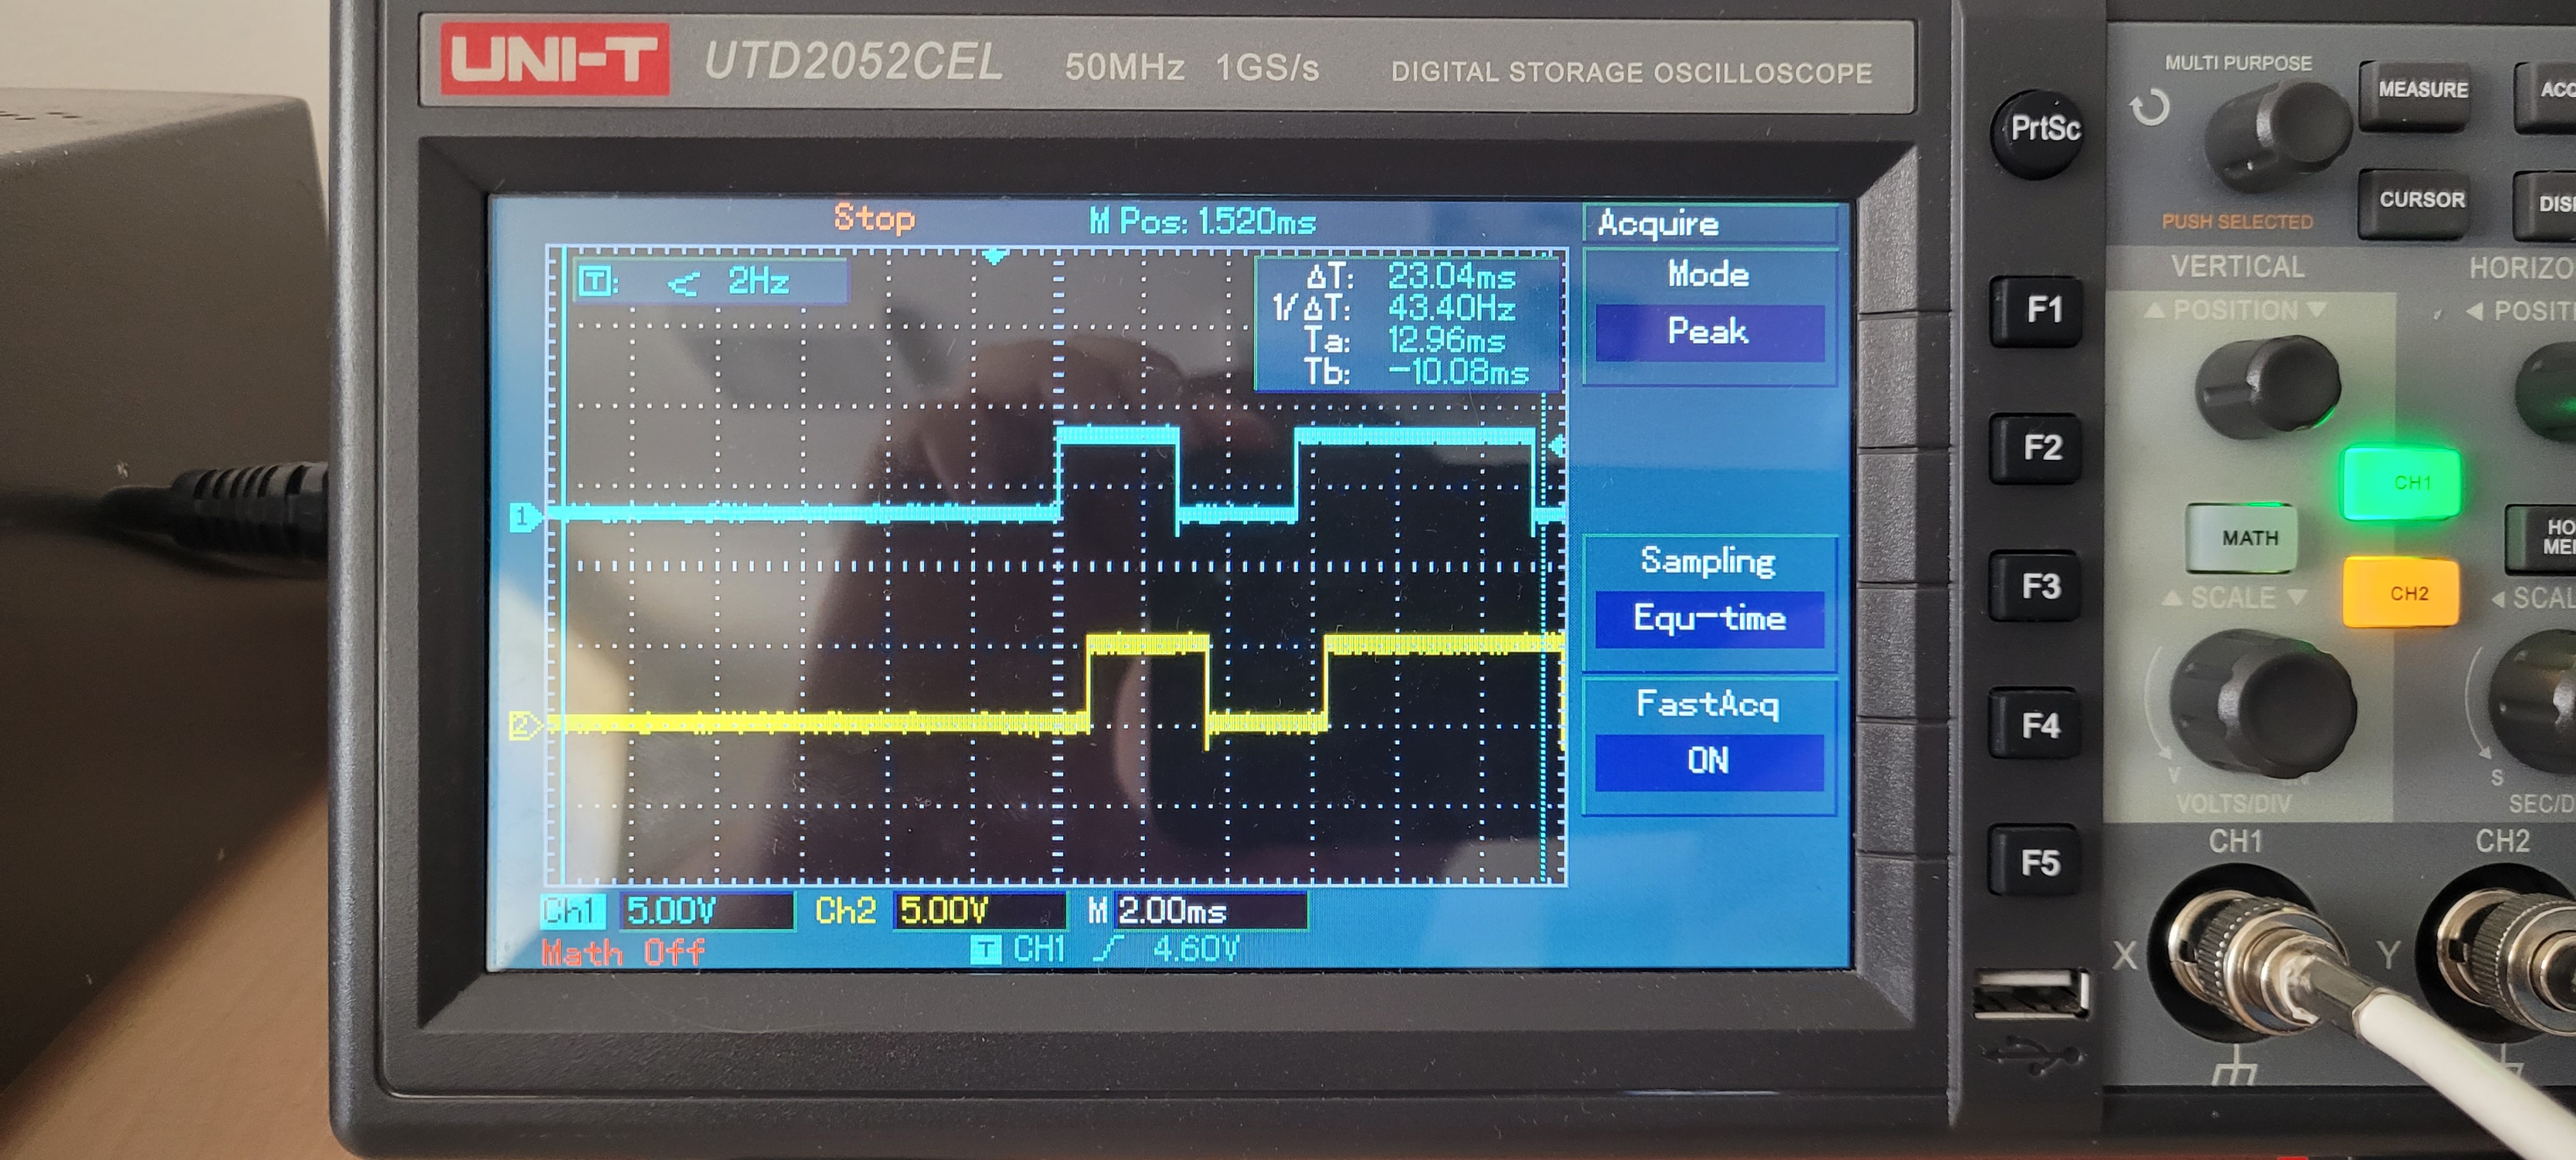 UNI-T UTD2052CEL 50MHz 1GS/s DIGITAL STORAGE OSCILLOSCOPE
Stop M Pos: 1.520ms
T: < 2Hz
ΔT: 23.04ms
1/ΔT: 43.40Hz
Ta: 12.96ms
Tb: -10.08ms
1
2
Ch1 5.00V Ch2 5.00V M 2.00ms
Math Off T CH1 4.60V
Acquire
Mode
Peak
Sampling
Equ-time
FastAcq
ON
PrtSc
F1
F2
F3
F4
F5
MULTI PURPOSE
PUSH SELECTED
MEASURE
CURSOR
VERTICAL
POSITION
CH1
MATH
CH2
SCALE
V
VOLTS/DIV
S
CH1
CH2
X
Y